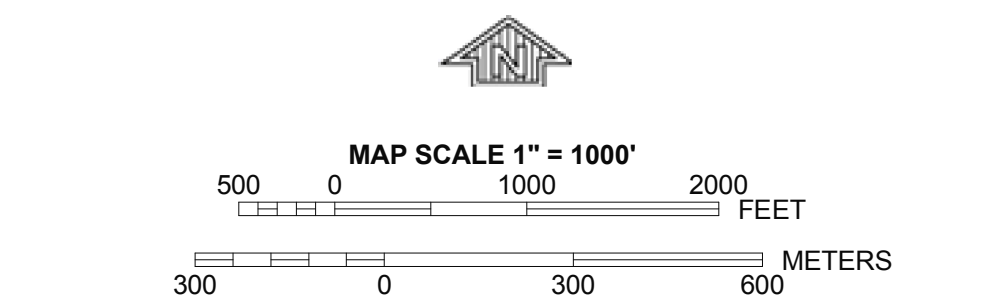 N
MAP SCALE 1" = 1000'
500 0 1000 2000
FEET
METERS
300 0 300 600